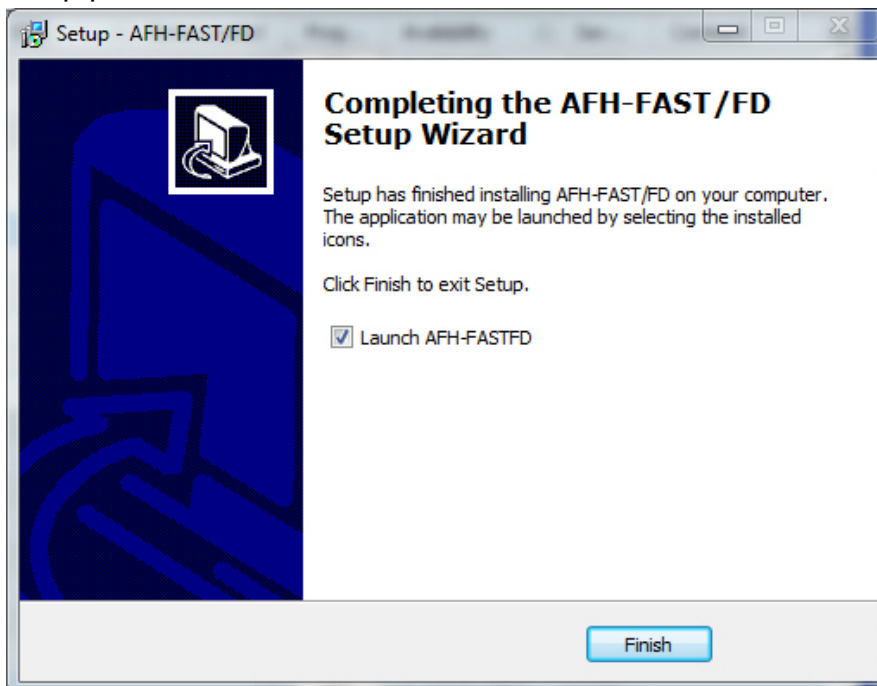 Setup - AFH-FAST/FD
Completing the AFH-FAST/FD
Setup Wizard
Setup has finished installing AFH-FAST/FD on your computer.
The application may be launched by selecting the installed
icons.
Click Finish to exit Setup.
Launch AFH-FASTFD
Finish